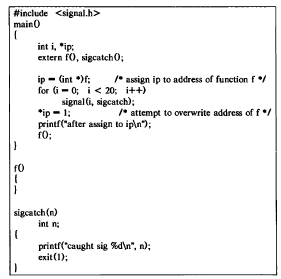 #include <signal.h>
main()
{
int i, *ip;
extern f(), sigcatch();
ip = (int *)f; /* assign ip to address of function f */
for (i = 0; i < 20; i++)
signal(i, sigcatch);
*ip = 1; /* attempt to overwrite address of f */
printf("after assign to ip\n");
f();
}
f()
{
}
sigcatch(n)
int n;
{
printf("caught sig %d\n", n);
exit(1);
}